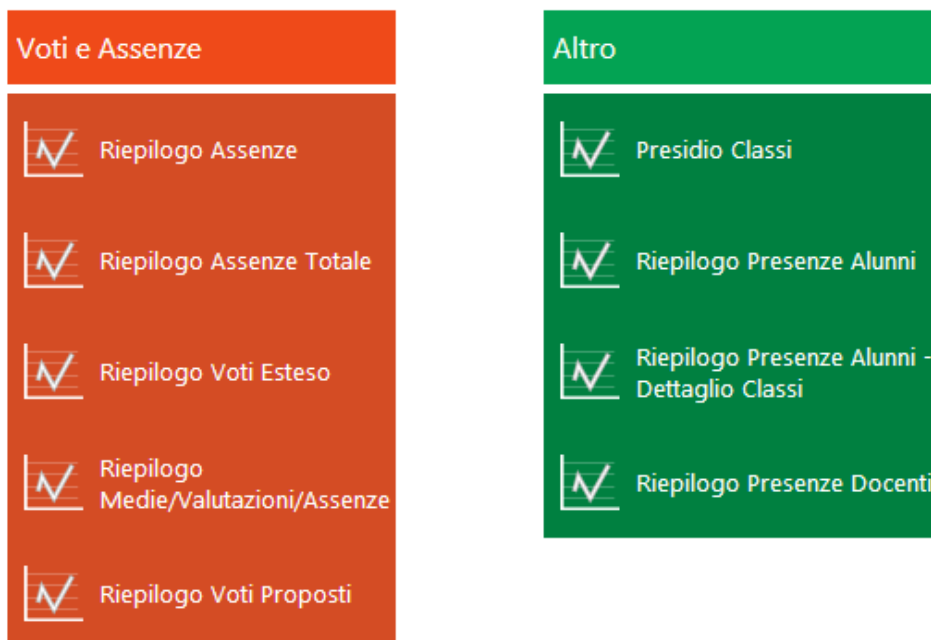 Voti e Assenze
Riepilogo Assenze
Riepilogo Assenze Totale
Riepilogo Voti Esteso
Riepilogo
Medie/Valutazioni/Assenze
Riepilogo Voti Proposti
Altro
Presidio Classi
Riepilogo Presenze Alunni
Riepilogo Presenze Alunni -
Dettaglio Classi
Riepilogo Presenze Docenti